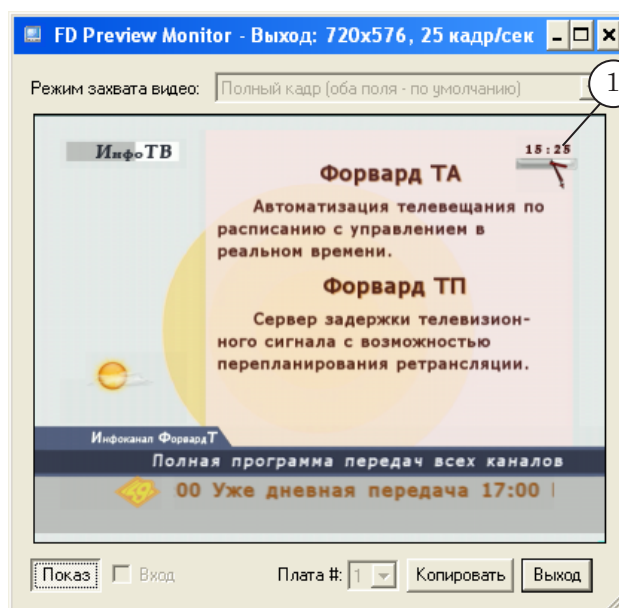 FD Preview Monitor - Выход: 720x576, 25 кадр/сек
Режим захвата видео: Полный кадр (оба поля - по умолчанию)
1
ИнфоТВ
15:25
Форвард ТА
Автоматизация телевещания по
расписанию с управлением в
реальном времени.
Форвард ТП
Сервер задержки телевизион-
ного сигнала с возможностью
перепланирования ретрансляции.
Инфоканал ФорвардТ
Полная программа передач всех каналов
00 Уже дневная передача 17:00
Показ Вход Плата #: 1 Копировать Выход